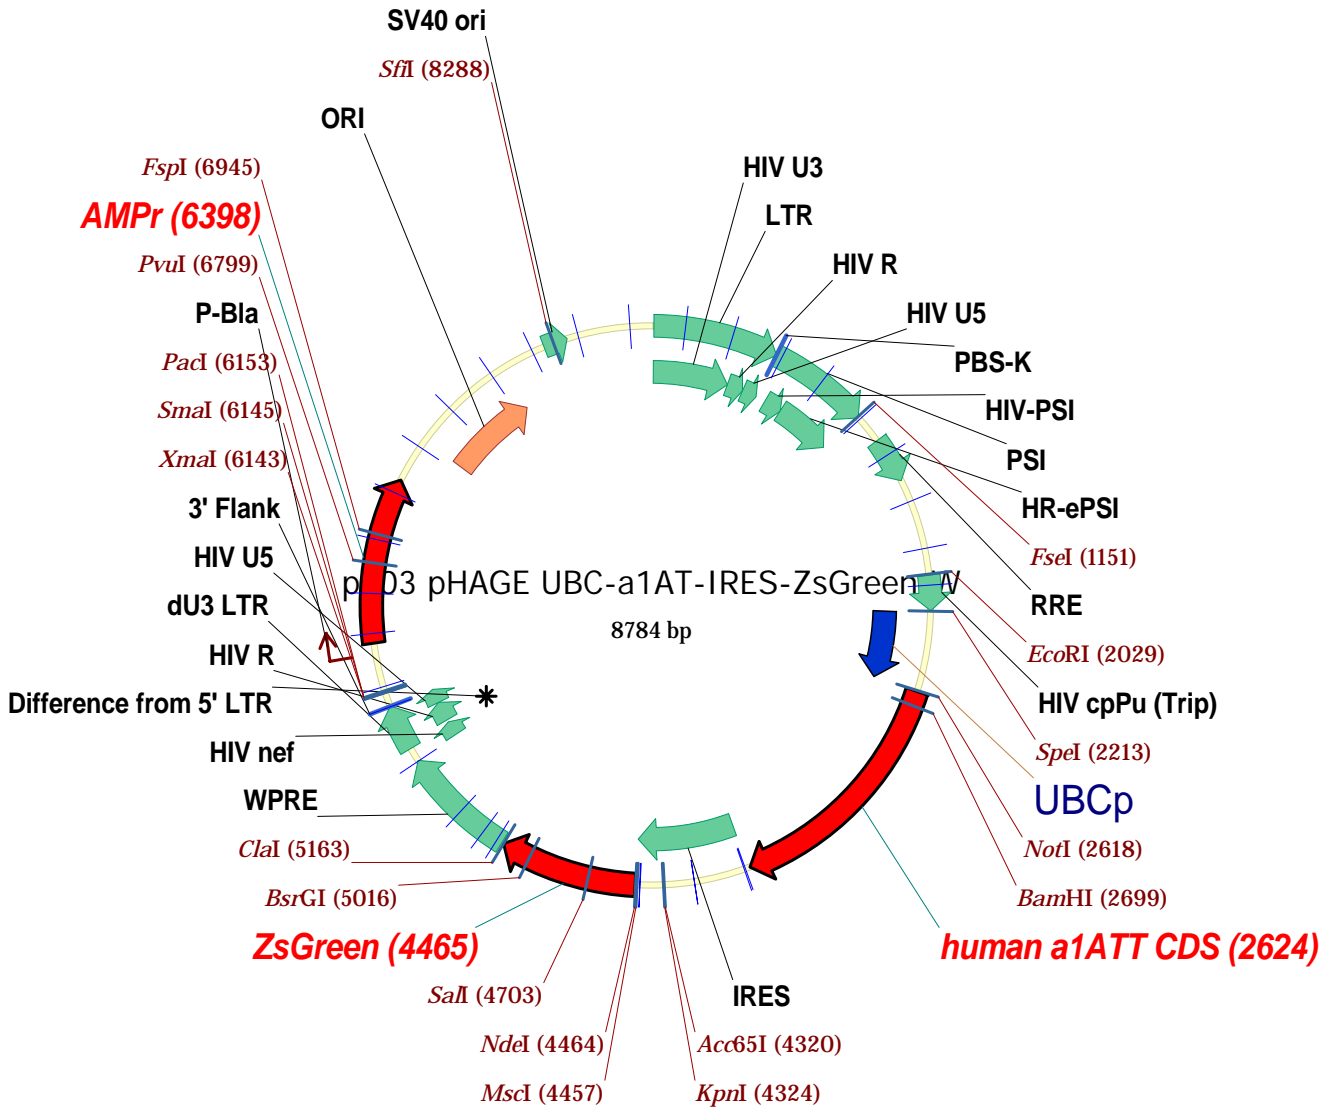 SV40 ori
SfiI (8288)
ORI
HIV U3
FspI (6945)
LTR
AMPr (6398)
HIV R
PvuI (6799)
P-Bla
HIV U5
PBS-K
PacI (6153)
SmaI (6145)
HIV-PSI
XmaI (6143)
PSI
3' Flank
HR-ePSI
HIV U5
FseI (1151)
pHAGE UBC-a1AT-IRES-ZsGreen W
dU3 LTR
RRE
8784 bp
HIV R
EcoRI (2029)
Difference from 5' LTR
HIV cpPu (Trip)
HIV nef
SpeI (2213)
WPRE
UBCp
ClaI (5163)
NotI (2618)
BsrGI (5016)
BamHI (2699)
ZsGreen (4465)
human a1ATT CDS (2624)
SalI (4703)
IRES
NdeI (4464)
Acc65I (4320)
MscI (4457)
KpnI (4324)